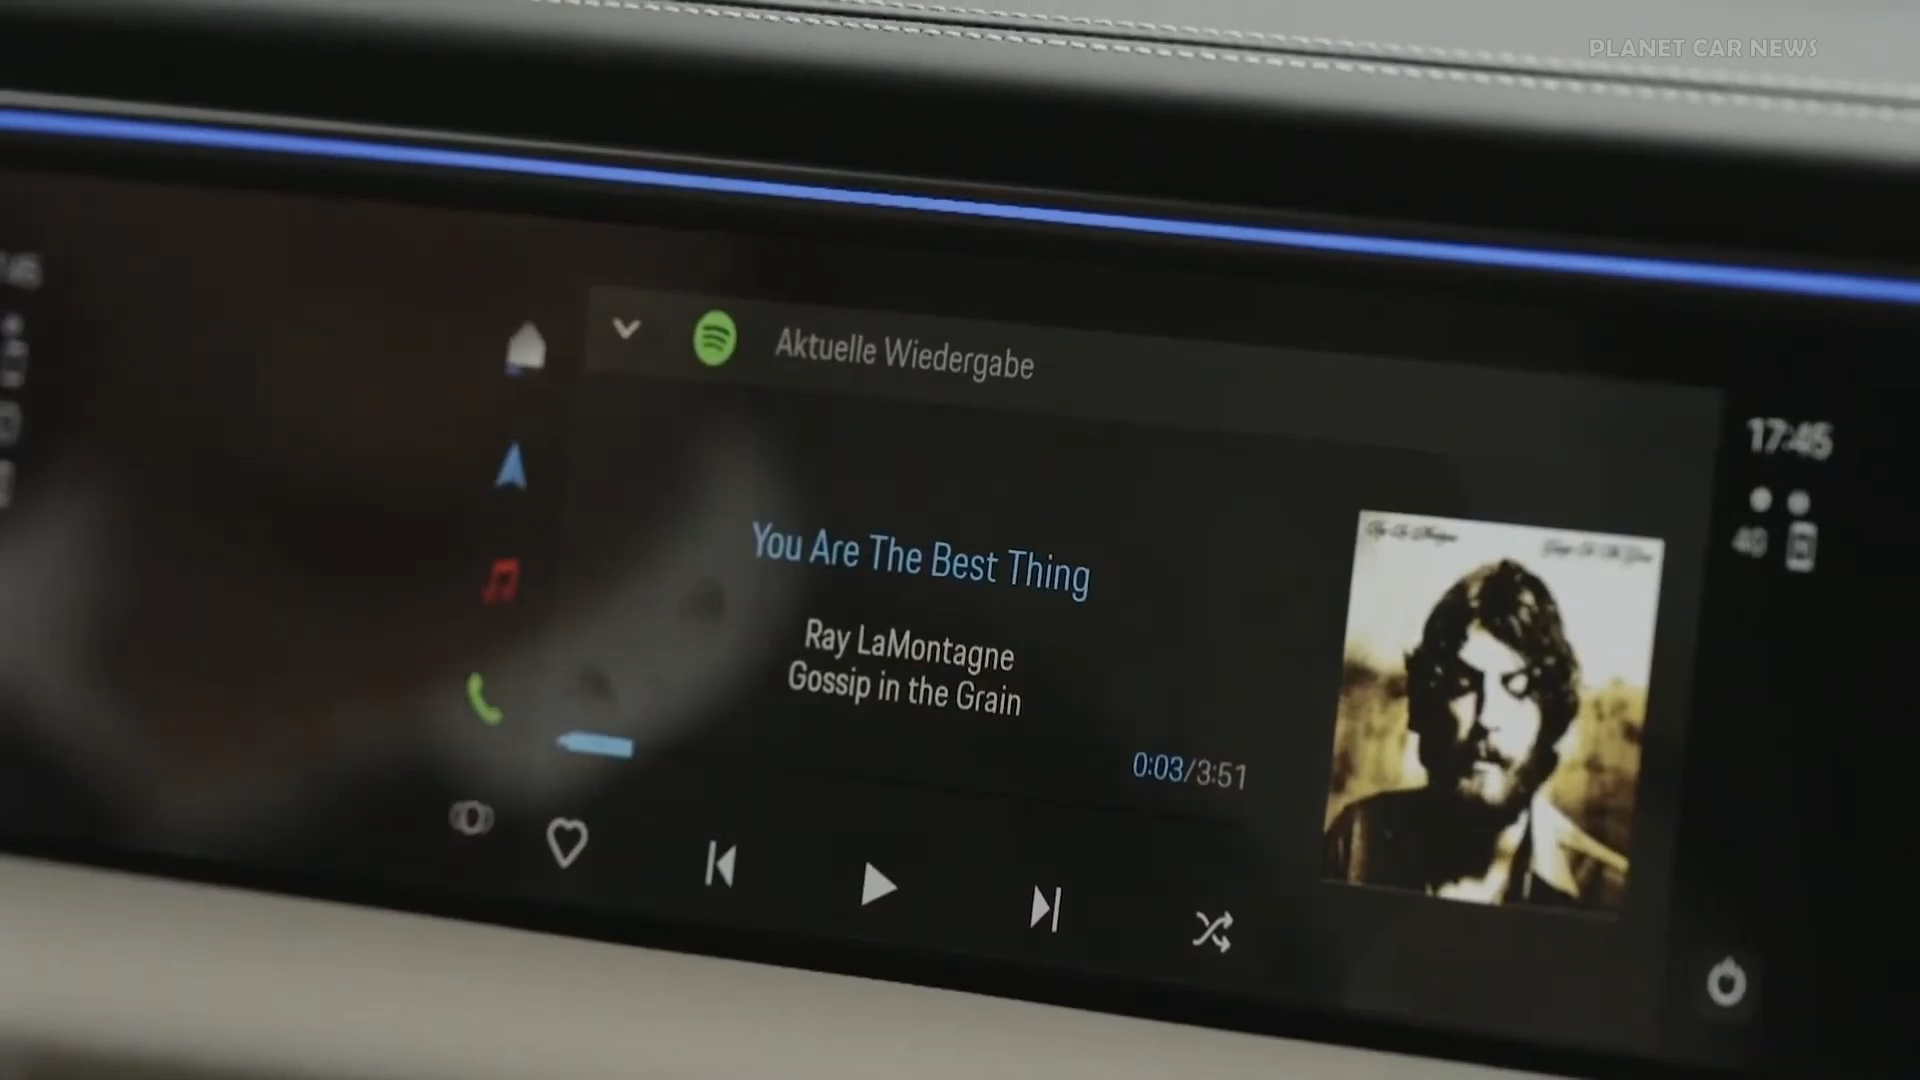 PLANET CAR NEWS
Aktuelle Wiedergabe
17:45
4G
You Are The Best Thing
Ray LaMontagne
Gossip in the Grain
0:03/3:51